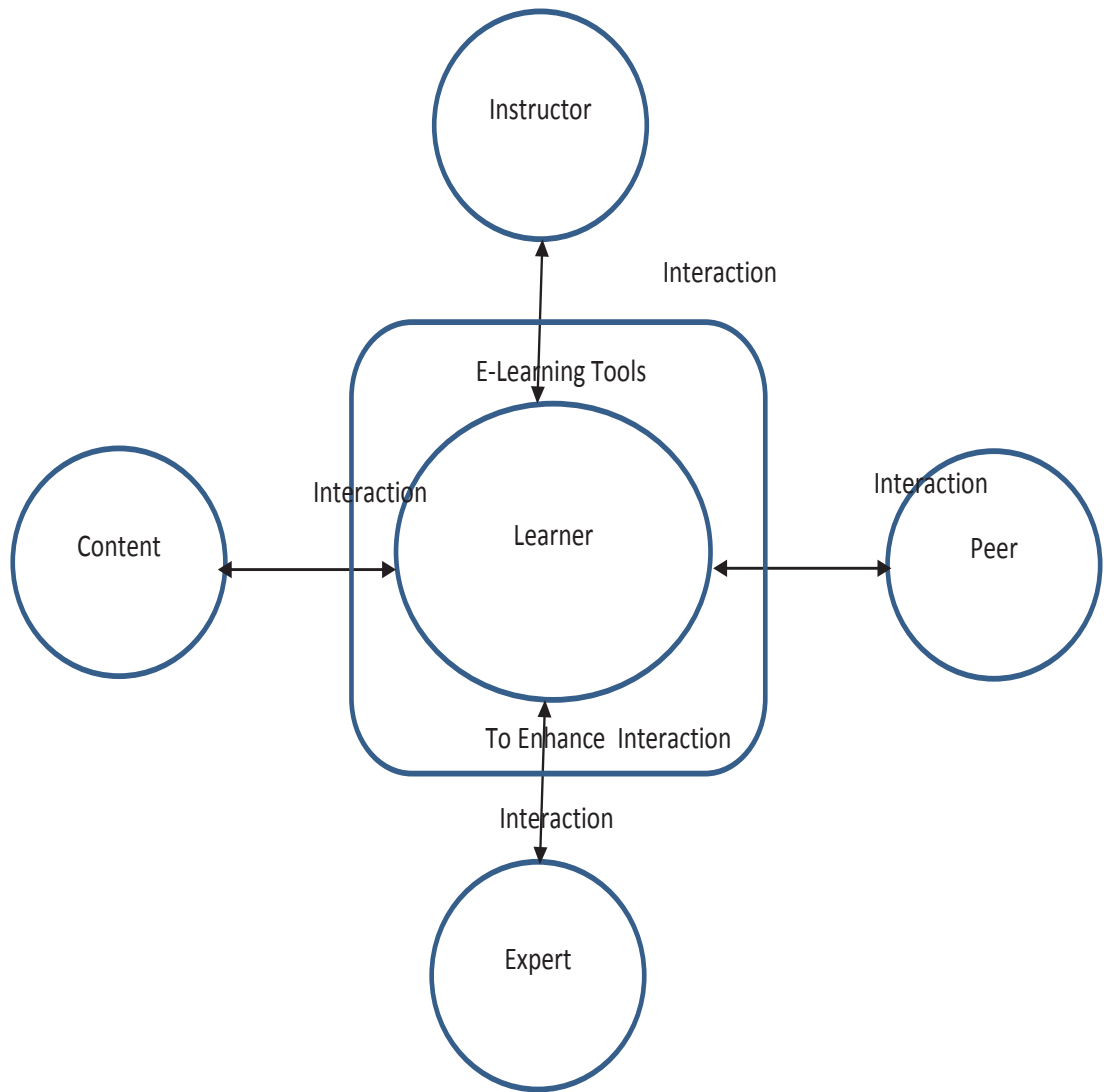 Instructor
Interaction
E-Learning Tools
Interaction
Interaction
Content
Learner
Peer
To Enhance Interaction
Interaction
Expert